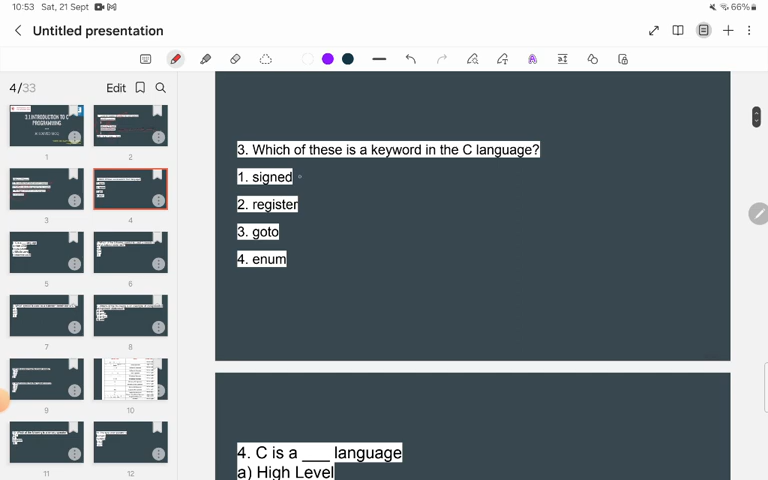 10:53 Sat, 21 Sept
66%
Untitled presentation
4/33
Edit
3.1.INTRODUCTION TO C
PROGRAMMING
1
2
3
4
5
6
7
8
9
10
11
12
3. Which of these is a keyword in the C language?
1. signed
2. register
3. goto
4. enum
4. C is a ___ language
a) High Level